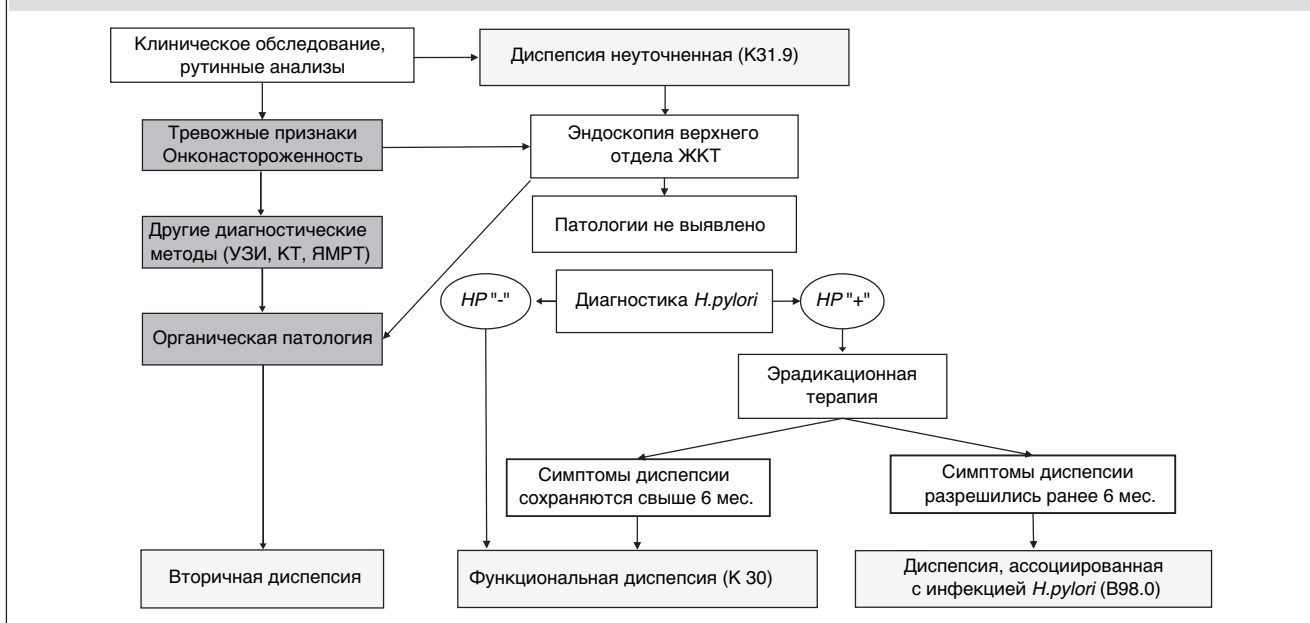 Клиническое обследование,
рутинные анализы
Диспепсия неуточненная (K31.9)
Тревожные признаки
Онконастороженность
Эндоскопия верхнего
отдела ЖКТ
Патологии не выявлено
Другие диагностические
методы (УЗИ, КТ, ЯМРТ)
HP "-"
Диагностика H.pylori
HP "+"
Органическая патология
Эрадикационная
терапия
Симптомы диспепсии
сохраняются свыше 6 мес.
Симптомы диспепсии
разрешились ранее 6 мес.
Вторичная диспепсия
Функциональная диспепсия (К 30)
Диспепсия, ассоциированная
с инфекцией H.pylori (B98.0)